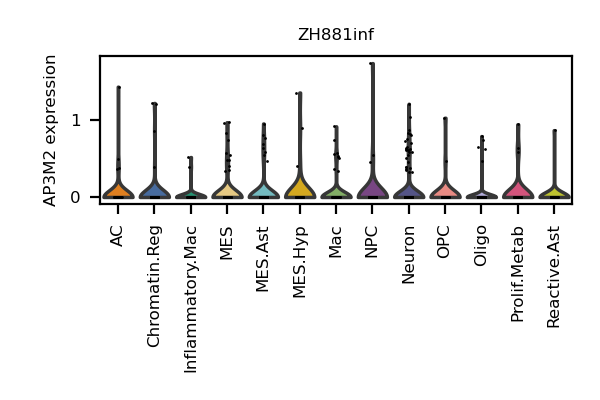 ZH881inf
AP3M2 expression
1
0
AC
Chromatin.Reg
Inflammatory.Mac
MES
MES.Ast
MES.Hyp
Mac
NPC
Neuron
OPC
Oligo
Prolif.Metab
Reactive.Ast